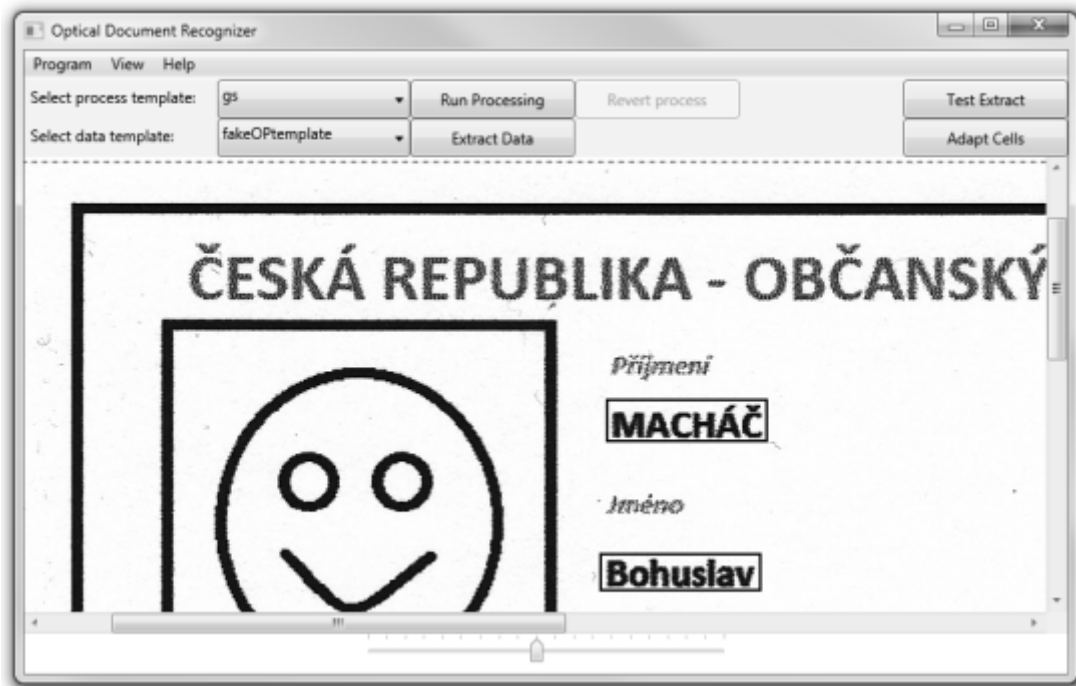 Optical Document Recognizer
Program View Help
Select process template: gs Run Processing Revert process Test Extract
Select data template: fakeOPtemplate Extract Data Adapt Cells
ČESKÁ REPUBLIKA - OBČANSKÝ
Příjmení
MACHÁČ
Jméno
Bohuslav